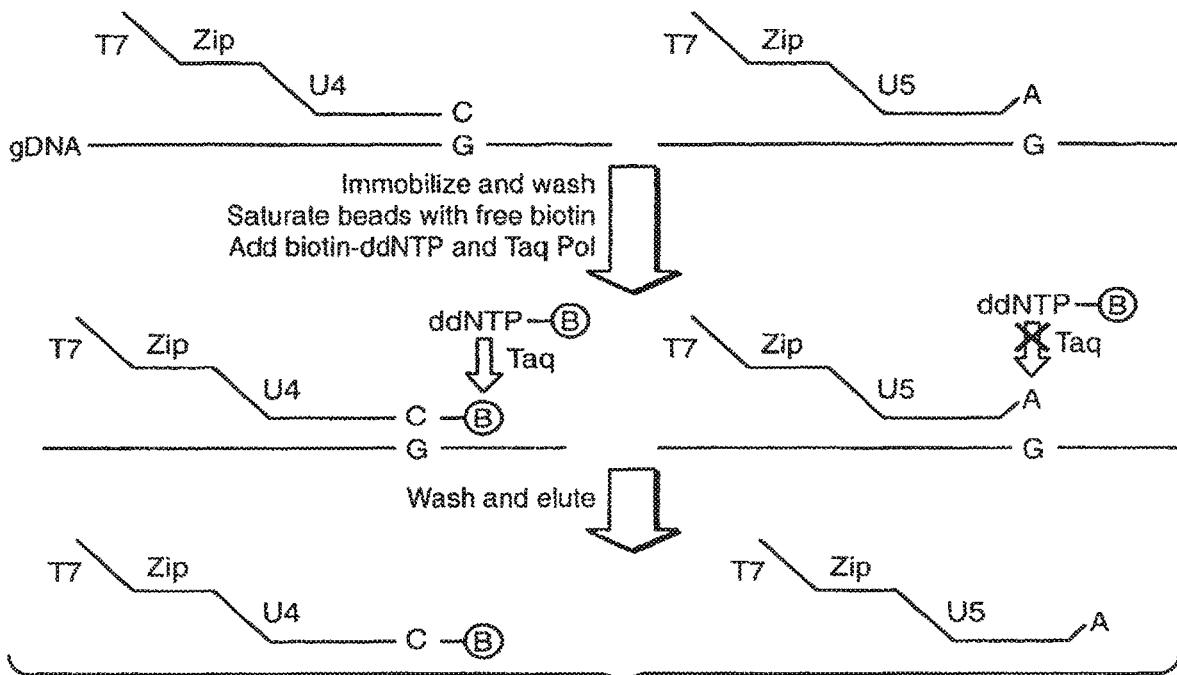 T7 Zip U4 C
T7 Zip U5 A
gDNA G G
Immobilize and wash
Saturate beads with free biotin
Add biotin-ddNTP and Taq Pol
ddNTP B
Taq
T7 Zip U4 C B
G
ddNTP B
Taq
T7 Zip U5 A
G
Wash and elute
T7 Zip U4 C B
T7 Zip U5 A